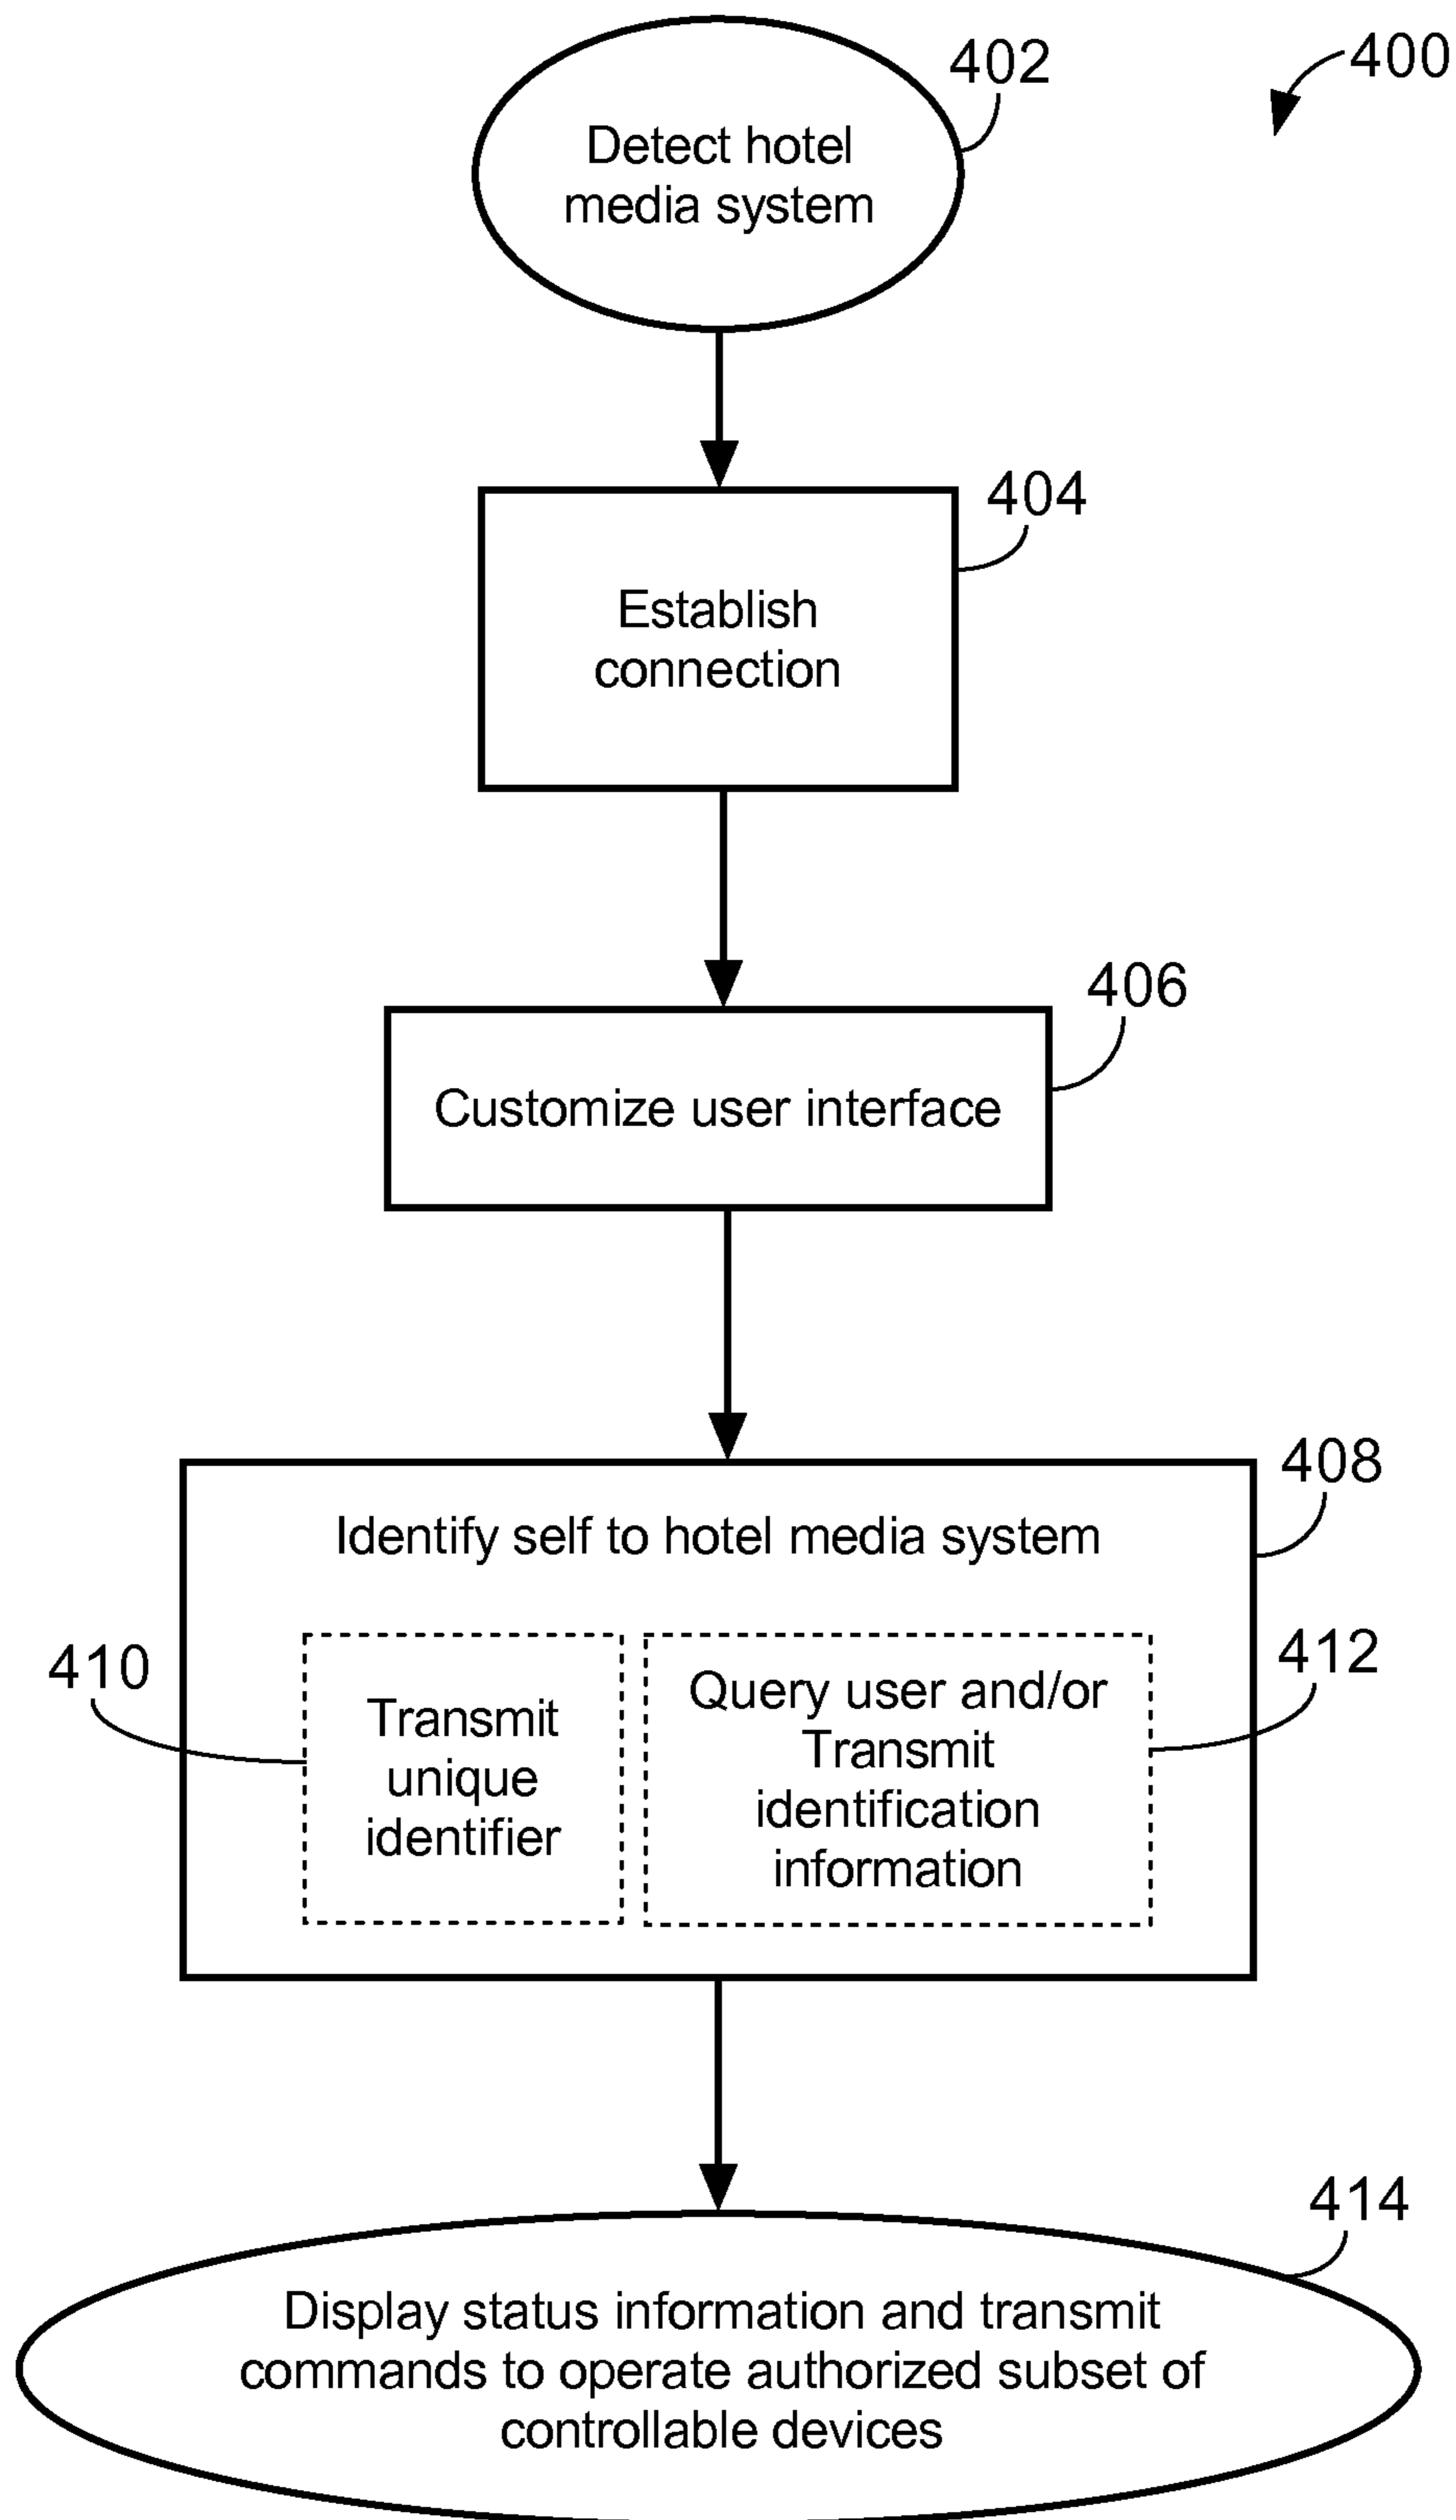 402
400
Detect hotel
media system
404
Establish
connection
406
Customize user interface
408
Identify self to hotel media system
410
412
Transmit
unique
identifier
Query user and/or
Transmit
identification
information
414
Display status information and transmit
commands to operate authorized subset of
controllable devices